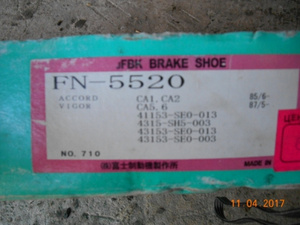 FBK BRAKE SHOE
FN-5520
ACCORD CA1.CA2 85/6-
VIGOR CA5.6 87/5-
41153-SE0-013
4315-SH5-003
43153-SE0-013
43153-SE0-003
NO. 710
MADE IN
㈱富士制動機製作所
11-04-2017